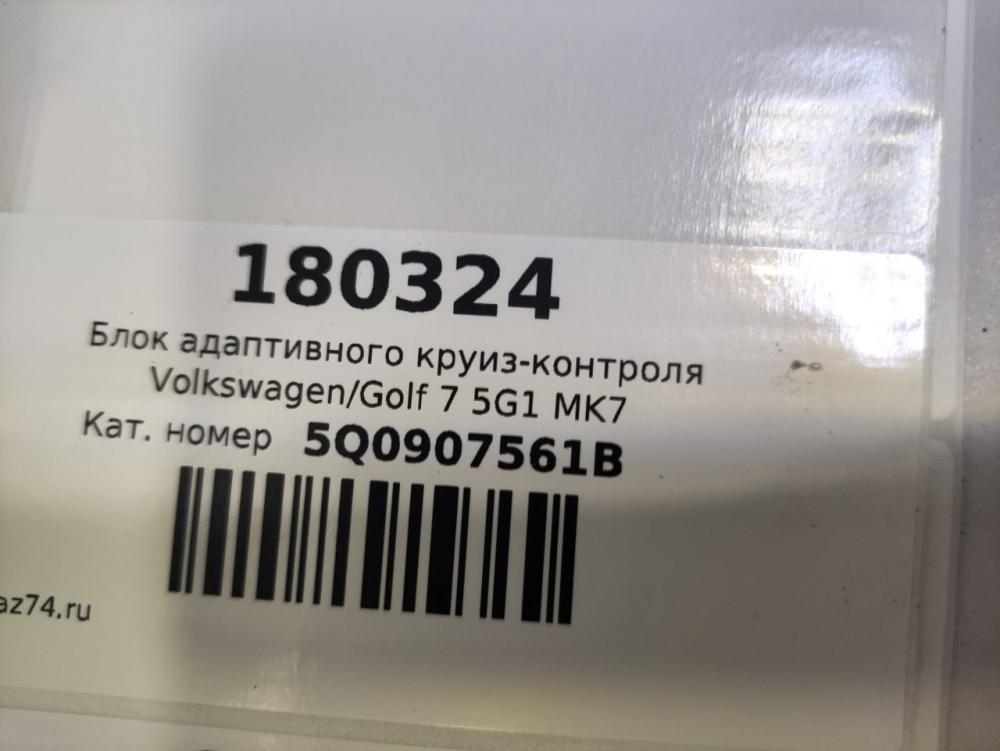 180324
Блок адаптивного круиз-контроля
Volkswagen/Golf 7 5G1 MK7
Кат. номер 5Q0907561B
az74.ru